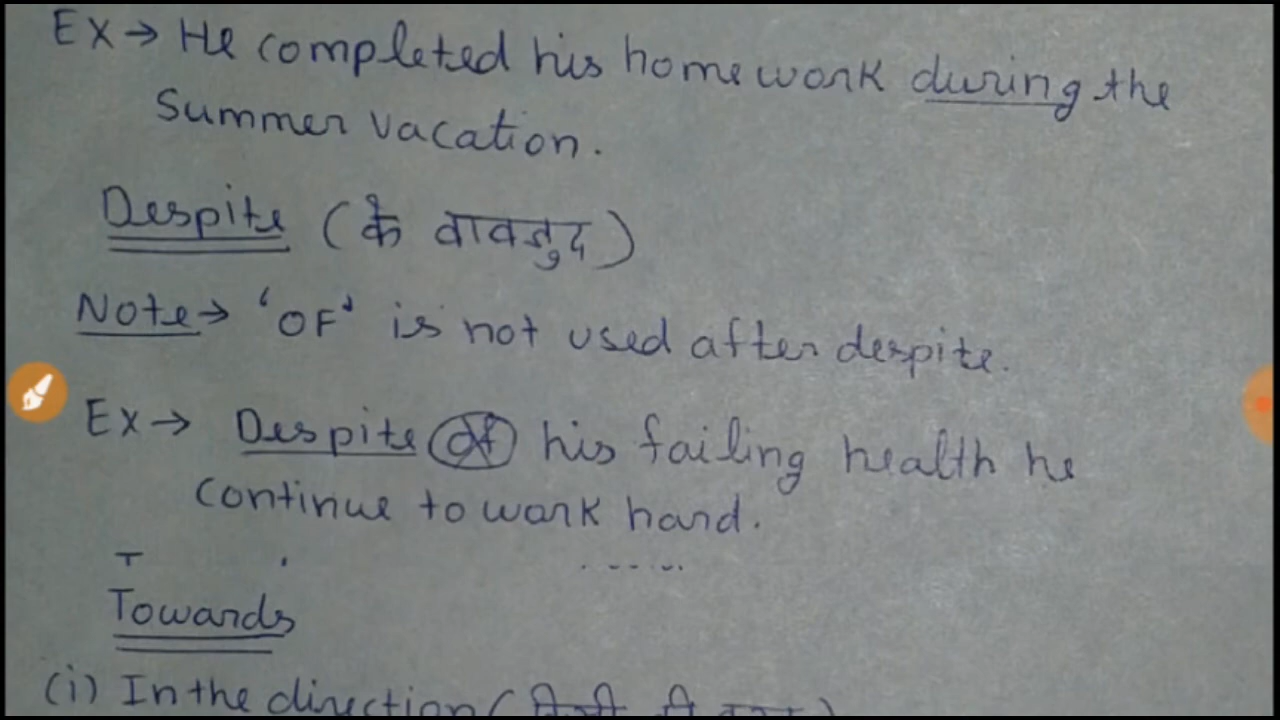 EX→ He completed his homework during the
Summer vacation.
Despite (के वावजुद)
Note→ 'OF' is not used after despite.
EX→ Despite of his failing health he
continue to work hard.
Towards
(i) In the direction (